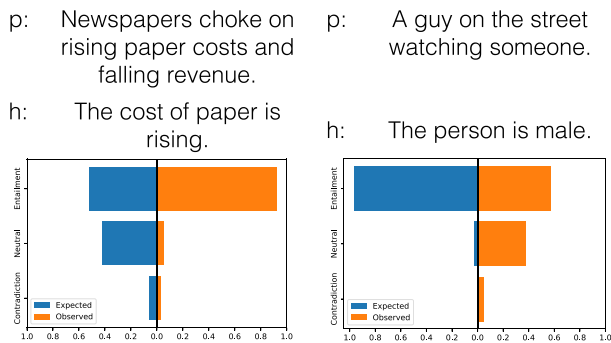 p: Newspapers choke on
rising paper costs and
falling revenue.
h: The cost of paper is
rising.
Entailment
Neutral
Contradiction
Expected
Observed
1.0 0.8 0.6 0.4 0.2 0.0 0.2 0.4 0.6 0.8 1.0
p: A guy on the street
watching someone.
h: The person is male.
Entailment
Neutral
Contradiction
Expected
Observed
1.0 0.8 0.6 0.4 0.2 0.0 0.2 0.4 0.6 0.8 1.0